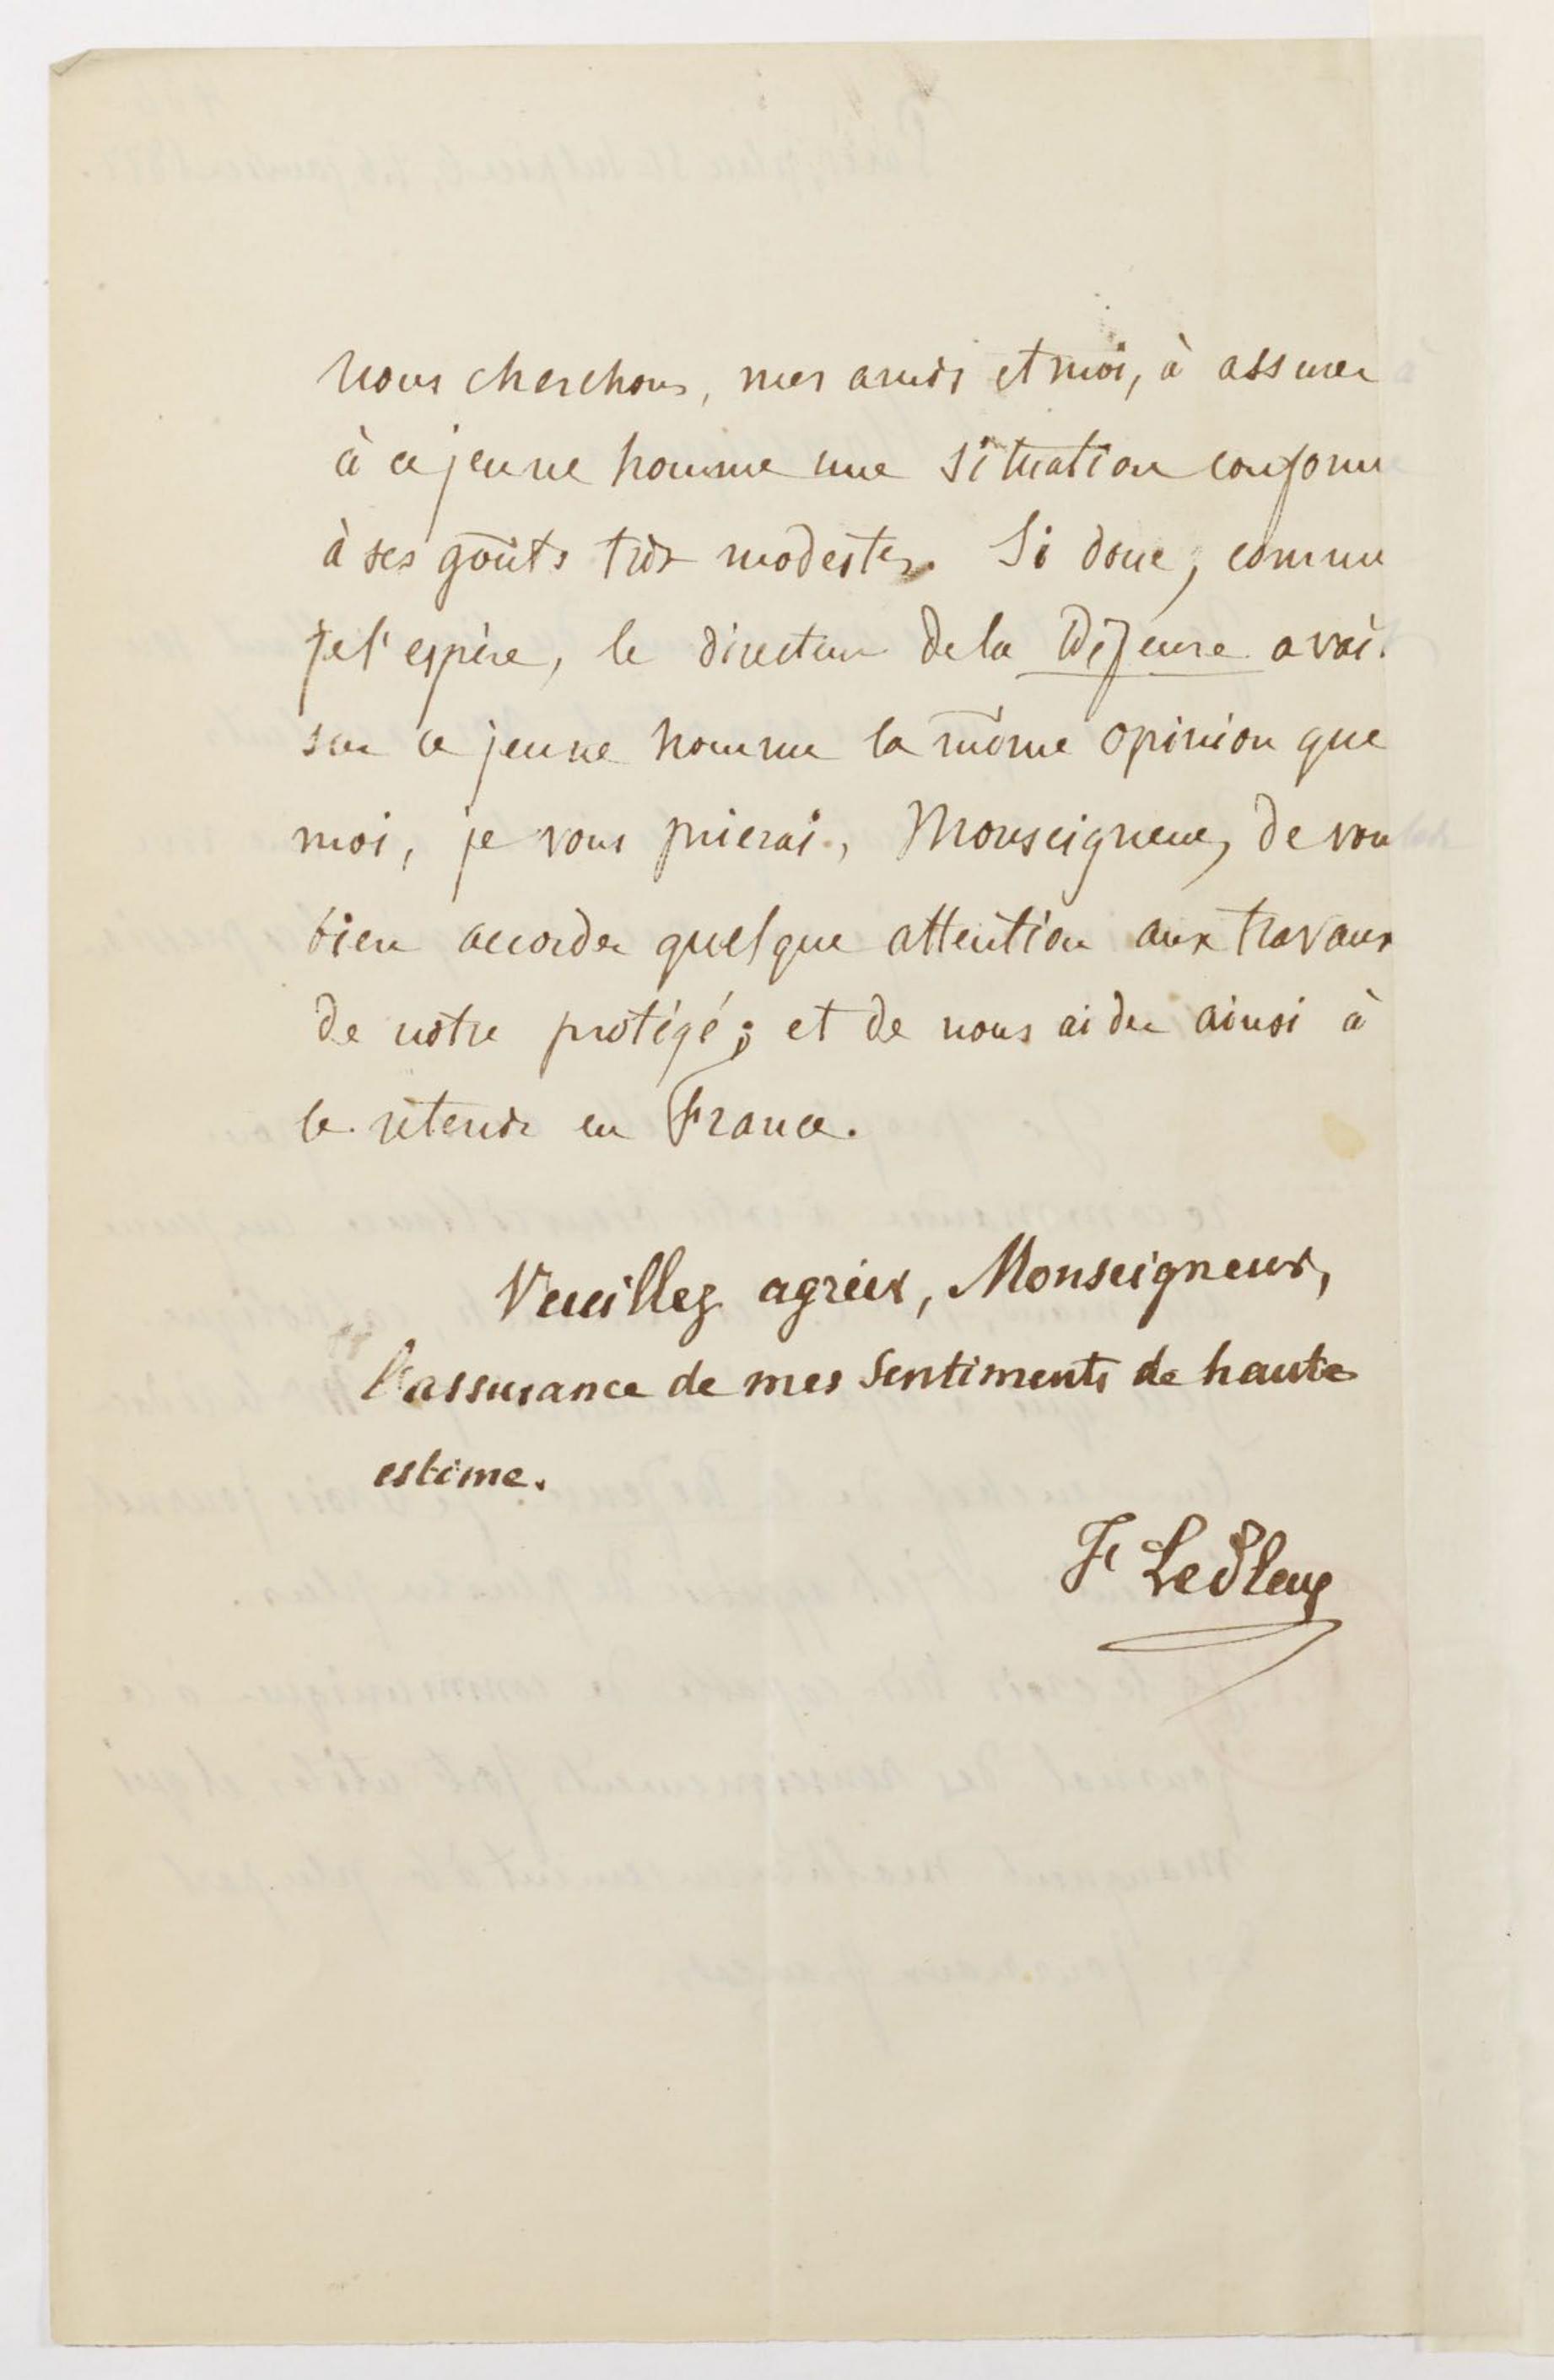 Nous cherchons, mes amis et moi, à assurer
à ce jeune homme une situation conforme
à ses goûts très modestes. Si donc, comme
je l'espère, le directeur de la Défense avait
sur ce jeune homme la même opinion que
moi, je vous prierai, Monseigneur, de vou
bien accorder quelque attention aux travaux
de notre protégé ; et de nous aider ainsi à
le retenir en France.
Veuillez agréer, Monseigneur,
l'assurance de mes sentiments de haute
estime.
F. LePlay